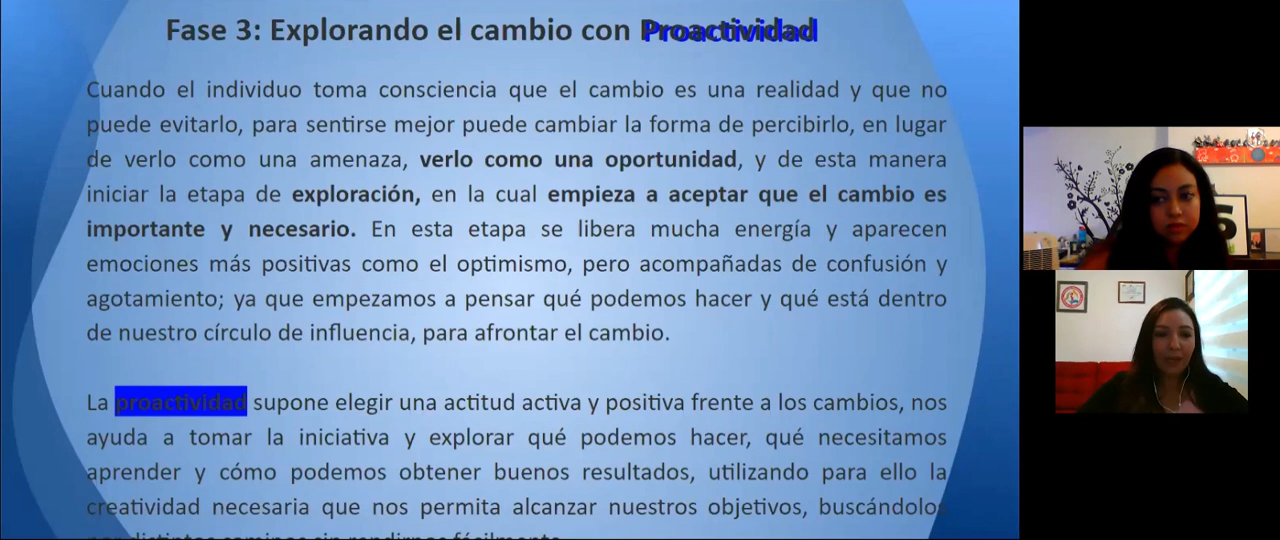 Fase 3: Explorando el cambio con Proactividad
Cuando el individuo toma consciencia que el cambio es una realidad y que no
puede evitarlo, para sentirse mejor puede cambiar la forma de percibirlo, en lugar
de verlo como una amenaza, verlo como una oportunidad, y de esta manera
iniciar la etapa de exploración, en la cual empieza a aceptar que el cambio es
importante y necesario. En esta etapa se libera mucha energía y aparecen
emociones más positivas como el optimismo, pero acompañadas de confusión y
agotamiento; ya que empezamos a pensar qué podemos hacer y qué está dentro
de nuestro círculo de influencia, para afrontar el cambio.
La proactividad supone elegir una actitud activa y positiva frente a los cambios, nos
ayuda a tomar la iniciativa y explorar qué podemos hacer, qué necesitamos
aprender y cómo podemos obtener buenos resultados, utilizando para ello la
creatividad necesaria que nos permita alcanzar nuestros objetivos, buscándolos
por distintos caminos sin rendirnos fácilmente.